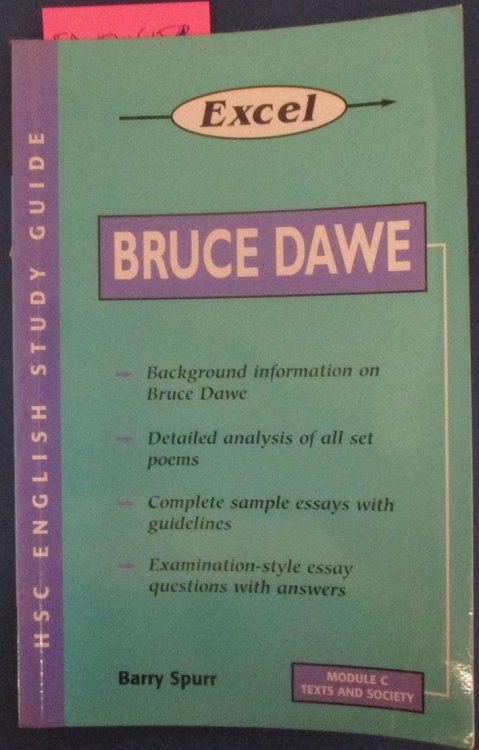 Excel
BRUCE DAWE
Background information on
Bruce Dawe
Detailed analysis of all set
poems
Complete sample essays with
guidelines
Examination-style essay
questions with answers
Barry Spurr
MODULE C
TEXTS AND SOCIETY
HSC ENGLISH STUDY GUIDE